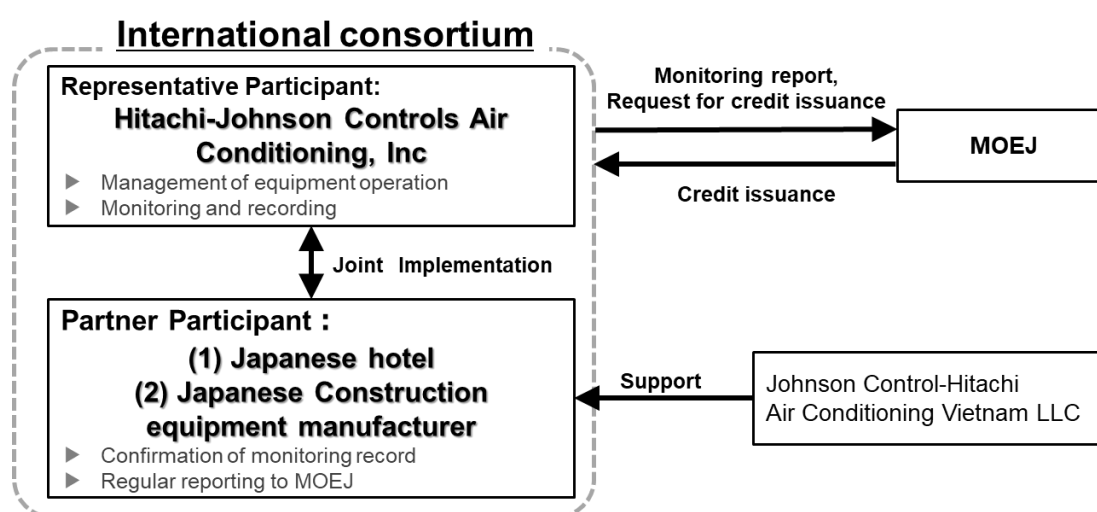 International consortium
Representative Participant:
Hitachi-Johnson Controls Air
Conditioning, Inc
Management of equipment operation
Monitoring and recording
Monitoring report,
Request for credit issuance
MOEJ
Credit issuance
Joint Implementation
Partner Participant :
(1) Japanese hotel
(2) Japanese Construction
equipment manufacturer
Confirmation of monitoring record
Regular reporting to MOEJ
Support
Johnson Control-Hitachi
Air Conditioning Vietnam LLC